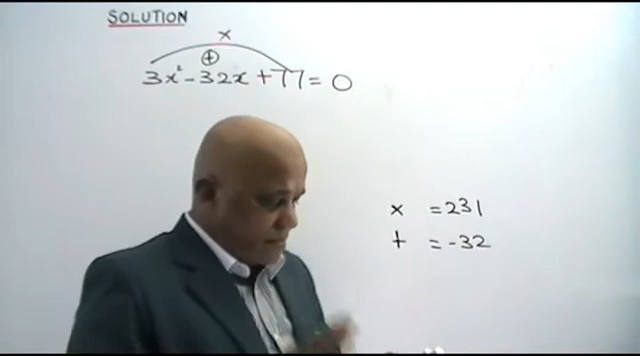 SOLUTION
x
+
3x² - 32x + 77 = 0
x = 231
+ = -32